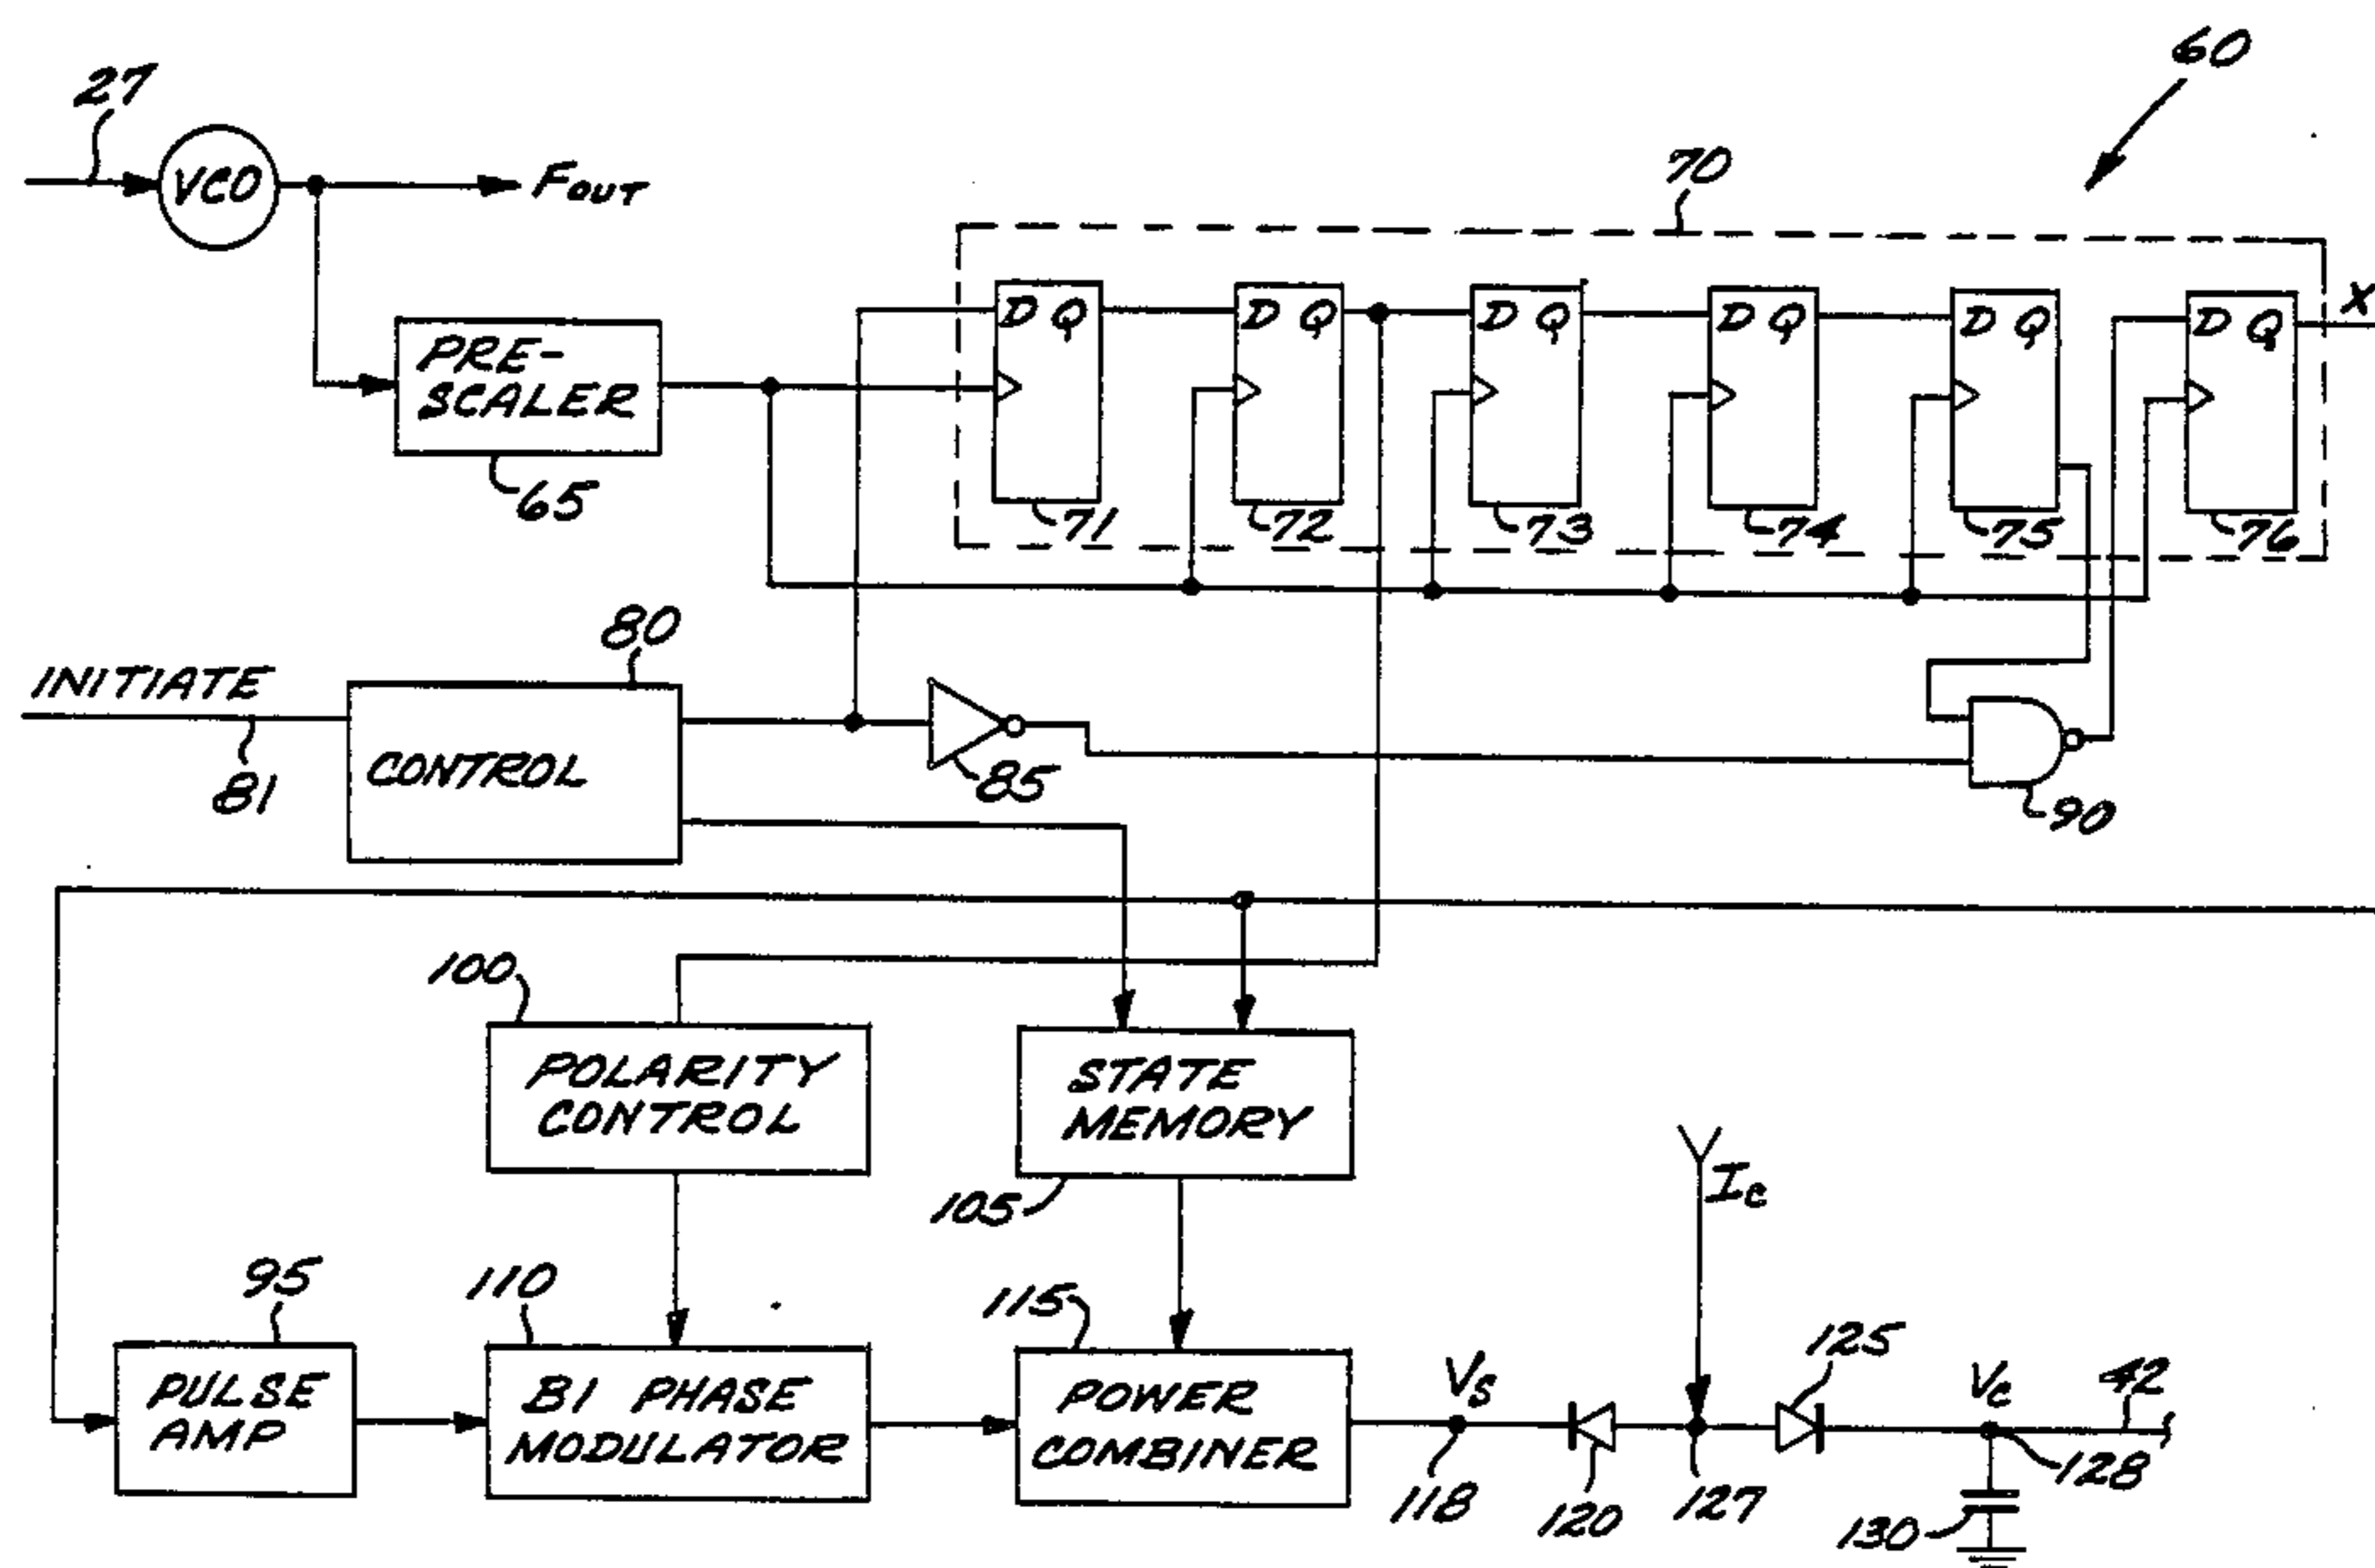 60
27
VCO
F OUT
70
X
D Q
D Q
D Q
D Q
D Q
D Q
PRE-
SCALER
65
71
72
73
74
75
76
80
INITIATE
81
CONTROL
85
90
100
POLARITY
CONTROL
STATE
MEMORY
105
Ic
95
110
115
125
PULSE
AMP
BI PHASE
MODULATOR
POWER
COMBINER
Vs
Vc
42
118
120
127
128
130